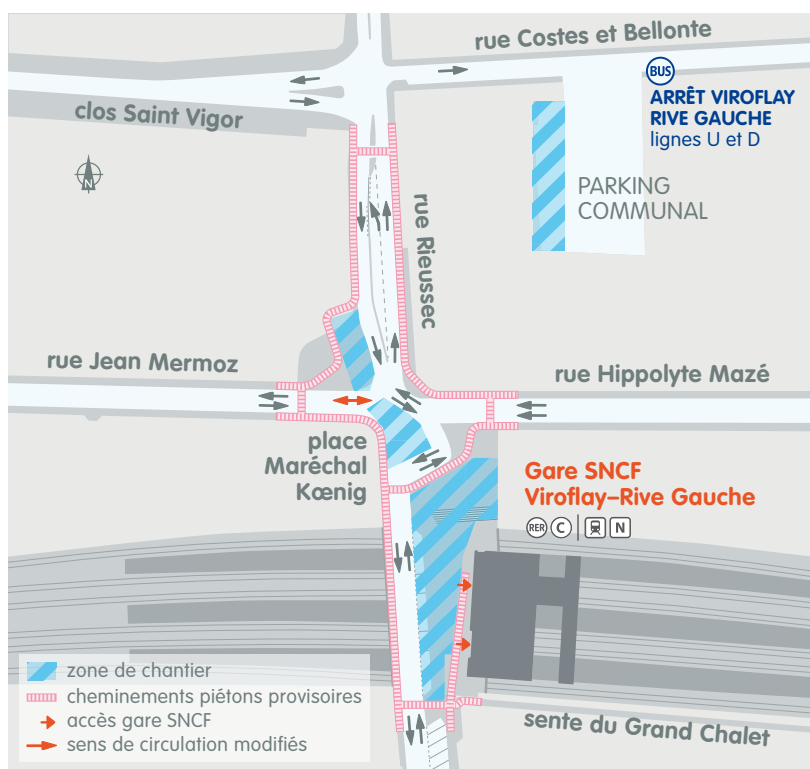 rue Costes et Bellonte
BUS
ARRÊT VIROFLAY
RIVE GAUCHE
lignes U et D
clos Saint Vigor
N
PARKING
COMMUNAL
rue Rieussec
rue Jean Mermoz
rue Hippolyte Mazé
place
Maréchal
Kœnig
Gare SNCF
Viroflay–Rive Gauche
RER C N
zone de chantier
cheminements piétons provisoires
accès gare SNCF
sens de circulation modifiés
sente du Grand Chalet